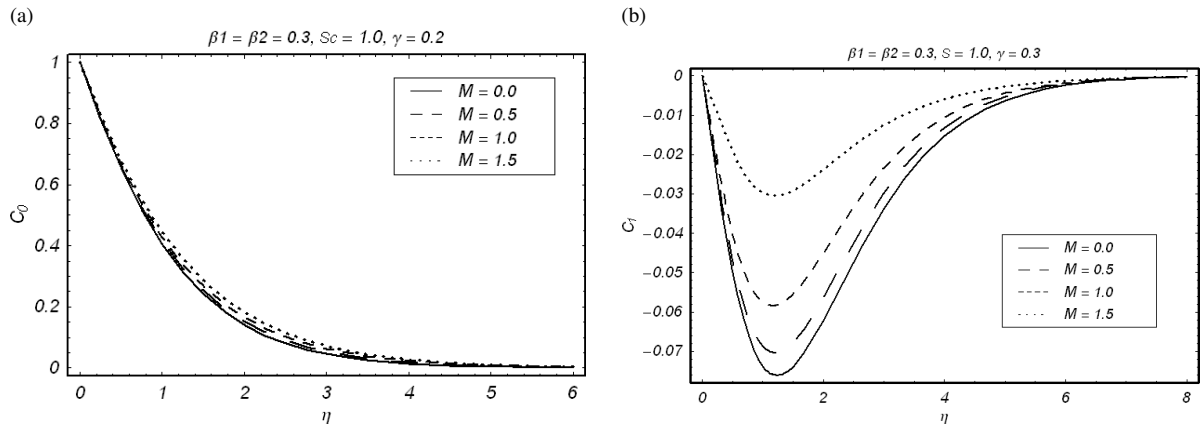 (a)
β1 = β2 = 0.3, Sc = 1.0, γ = 0.2
1
0.8
0.6
0.4
0.2
0
C0
0 1 2 3 4 5 6
η
M = 0.0
M = 0.5
M = 1.0
M = 1.5
(b)
β1 = β2 = 0.3, S = 1.0, γ = 0.3
0
-0.01
-0.02
-0.03
-0.04
-0.05
-0.06
-0.07
C1
0 2 4 6 8
η
M = 0.0
M = 0.5
M = 1.0
M = 1.5